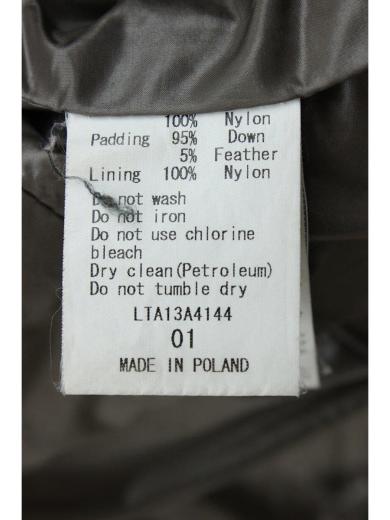 100% Nylon
Padding 95% Down
5% Feather
Lining 100% Nylon
Do not wash
Do not iron
Do not use chlorine
bleach
Dry clean(Petroleum)
Do not tumble dry
LTA13A4144
01
MADE IN POLAND